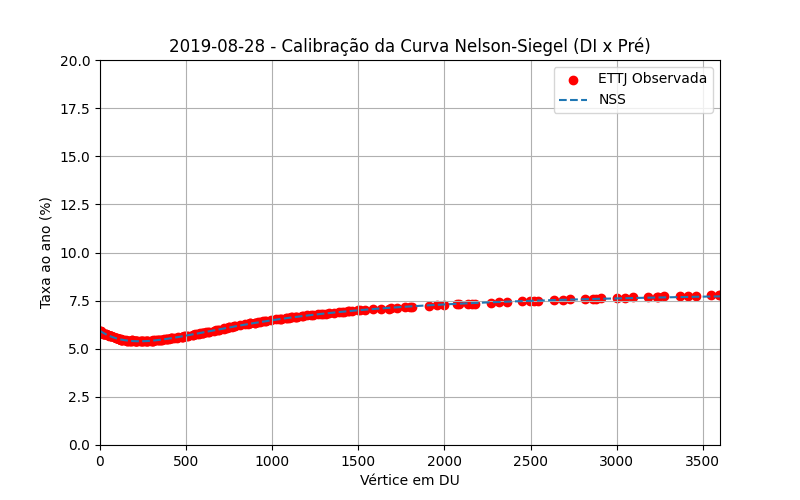 2019-08-28 - Calibração da Curva Nelson-Siegel (DI x Pré)
20.0
17.5
15.0
12.5
10.0
7.5
5.0
2.5
0.0
Taxa ao ano (%)
ETTJ Observada
NSS
0 500 1000 1500 2000 2500 3000 3500
Vértice em DU